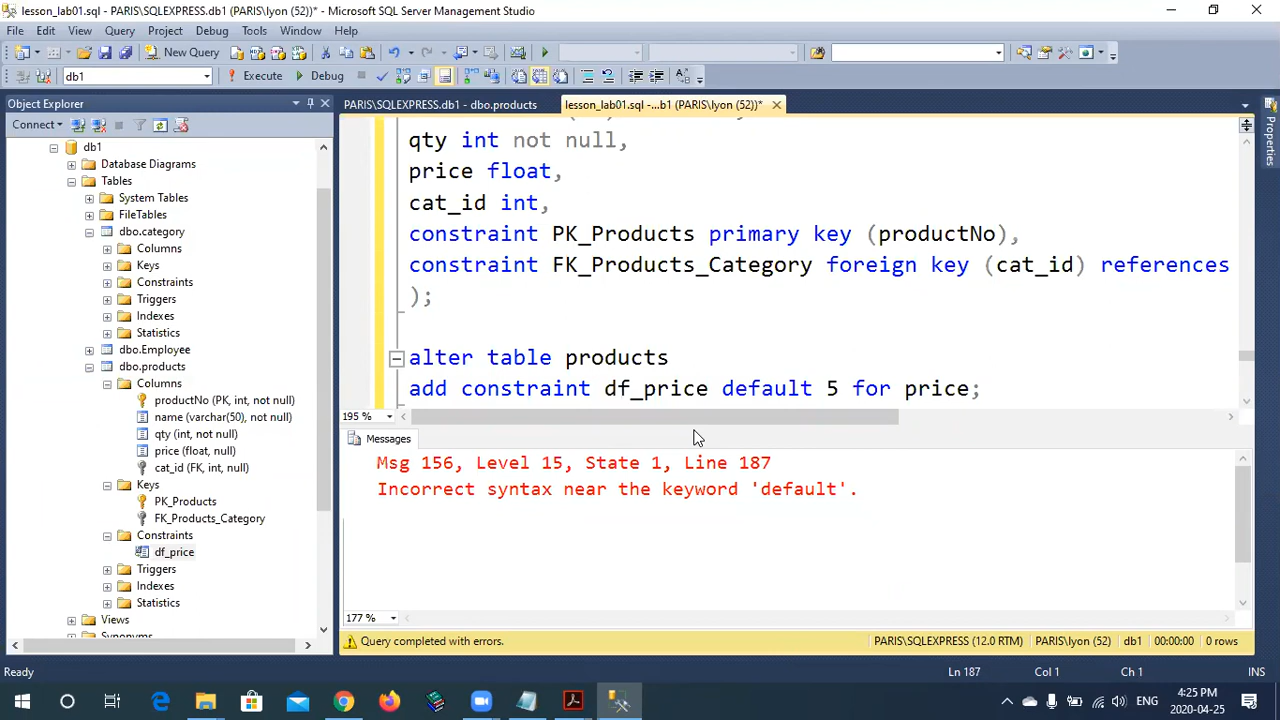 lesson_lab01.sql - PARIS\SQLEXPRESS.db1 (PARIS\lyon (52))* - Microsoft SQL Server Management Studio
File Edit View Query Project Debug Tools Window Help
New Query
db1 Execute Debug
Object Explorer
PARIS\SQLEXPRESS.db1 - dbo.products
lesson_lab01.sql -...b1 (PARIS\lyon (52))*
Properties
Connect
db1
Database Diagrams
Tables
System Tables
FileTables
dbo.category
Columns
Keys
Constraints
Triggers
Indexes
Statistics
dbo.Employee
dbo.products
Columns
productNo (PK, int, not null)
name (varchar(50), not null)
qty (int, not null)
price (float, null)
cat_id (FK, int, null)
Keys
PK_Products
FK_Products_Category
Constraints
df_price
Triggers
Indexes
Statistics
Views
Synonyms
qty int not null,
price float,
cat_id int,
constraint PK_Products primary key (productNo),
constraint FK_Products_Category foreign key (cat_id) references
);
alter table products
add constraint df_price default 5 for price;
195 %
Messages
Msg 156, Level 15, State 1, Line 187
Incorrect syntax near the keyword 'default'.
177 %
Query completed with errors.
PARIS\SQLEXPRESS (12.0 RTM) PARIS\lyon (52) db1 00:00:00 0 rows
Ready Ln 187 Col 1 Ch 1 INS
ENG
4:25 PM
2020-04-25